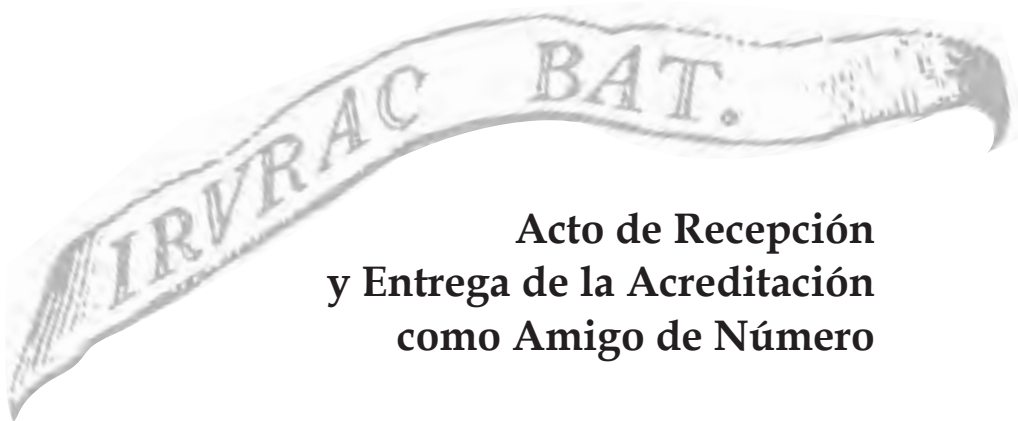 IRVRAC BAT.
Acto de Recepción
y Entrega de la Acreditación
como Amigo de Número